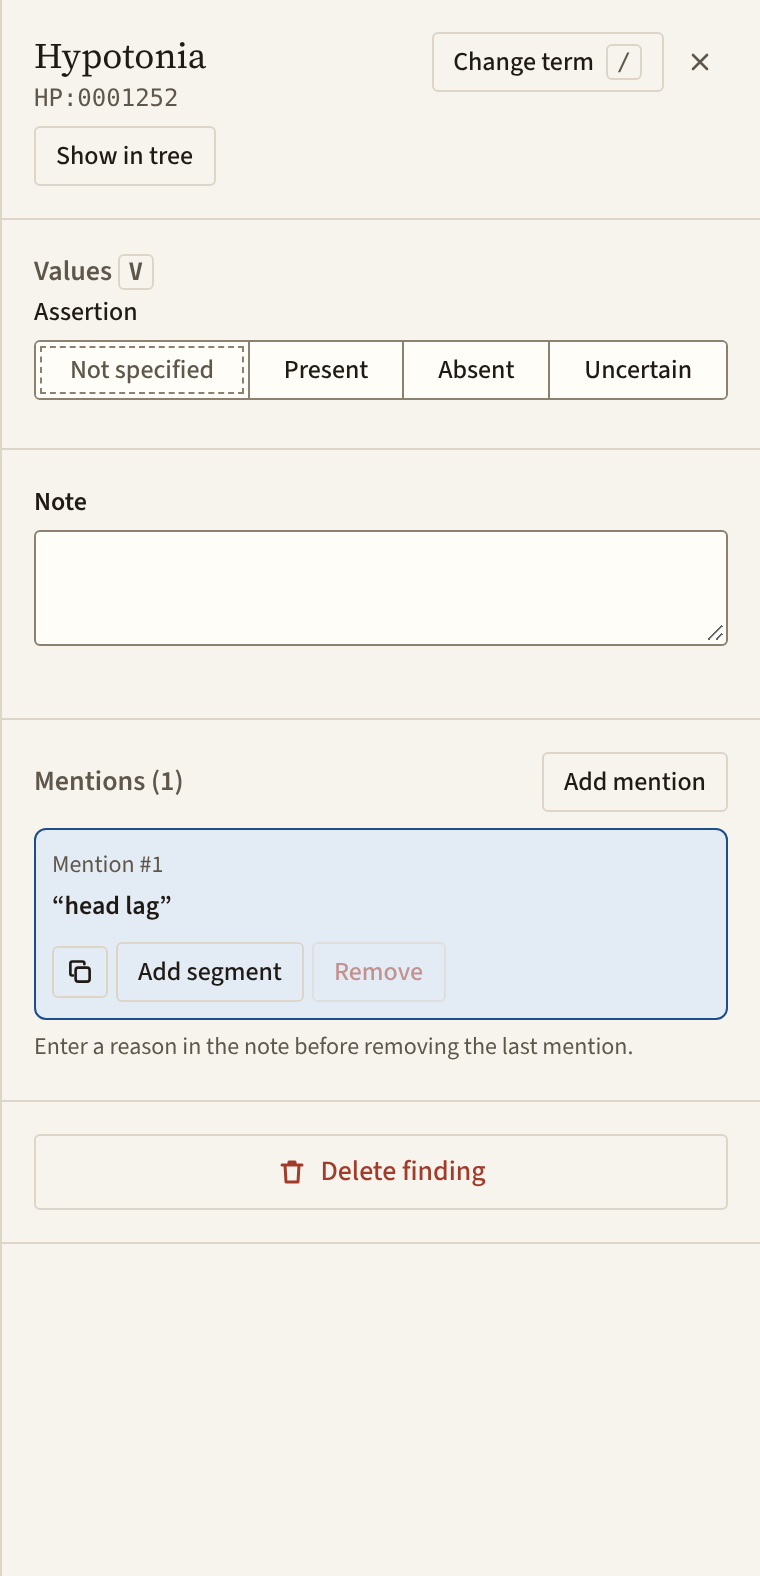 Hypotonia
Change term /
HP:0001252
Show in tree
Values V
Assertion
Not specified Present Absent Uncertain
Note
Mentions (1)
Add mention
Mention #1
“head lag”
Add segment Remove
Enter a reason in the note before removing the last mention.
Delete finding